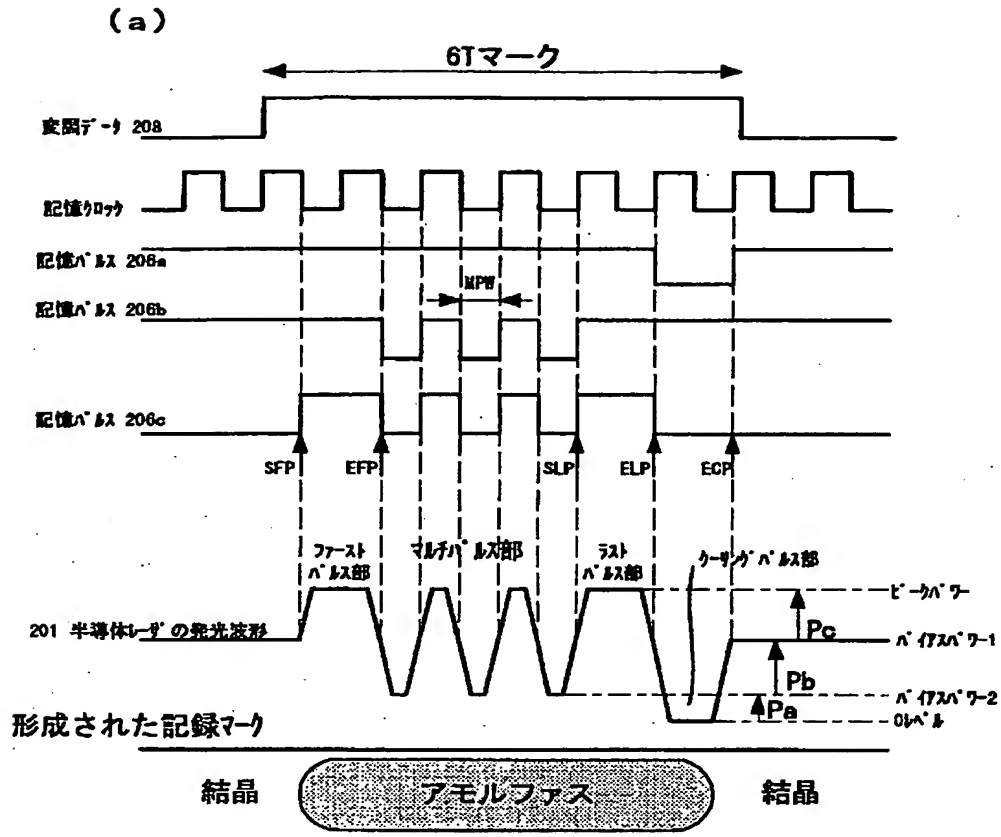 (a)
6Tマーク
変調データ 208
記憶クロック
記憶パルス 206a
MPW
記憶パルス 206b
記憶パルス 206c
SFP
EFP
SLP
ELP
ECP
ファースト
パルス部
マルチパルス部
ラスト
パルス部
クーリングパルス部
ピークパワー
201 半導体レーザの発光波形
Pc
バイアスパワー1
Pb
バイアスパワー2
Pa
0レベル
形成された記録マーク
結晶
アモルファス
結晶